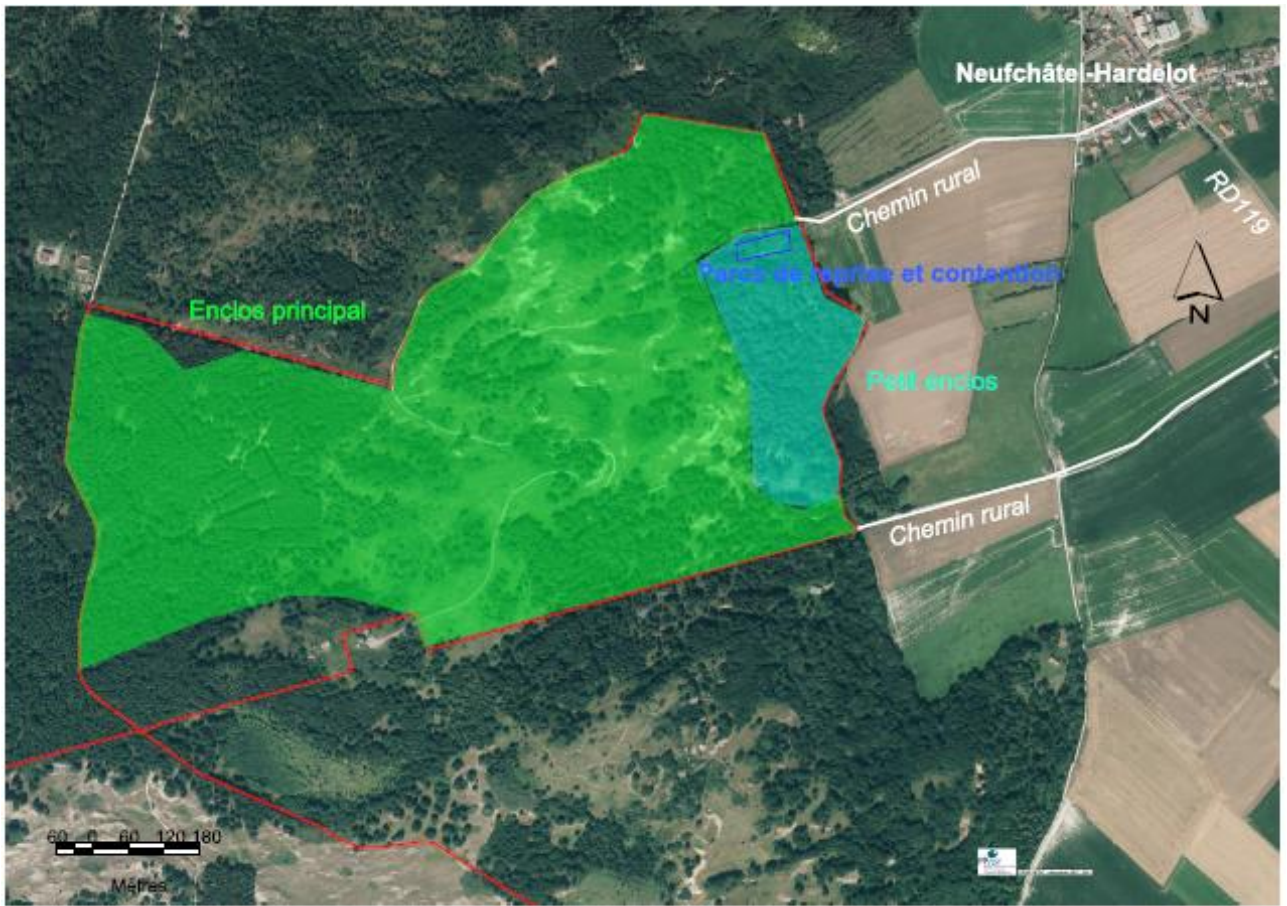 Neufchâtel-Hardelot
Chemin rural
RD119
Parcs de reprise et contention
N
Enclos principal
Petit enclos
Chemin rural
60 0 60 120 180
Mètres